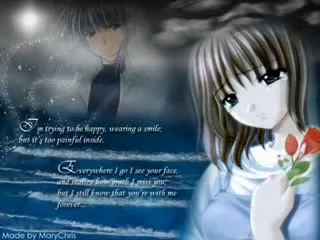 I'm trying to be happy, wearing a smile,
but it's too painful inside.
Everywhere I go I see your face,
and realize how much I miss you,
but I still know that you're with me
forever...
Made by MaryChris